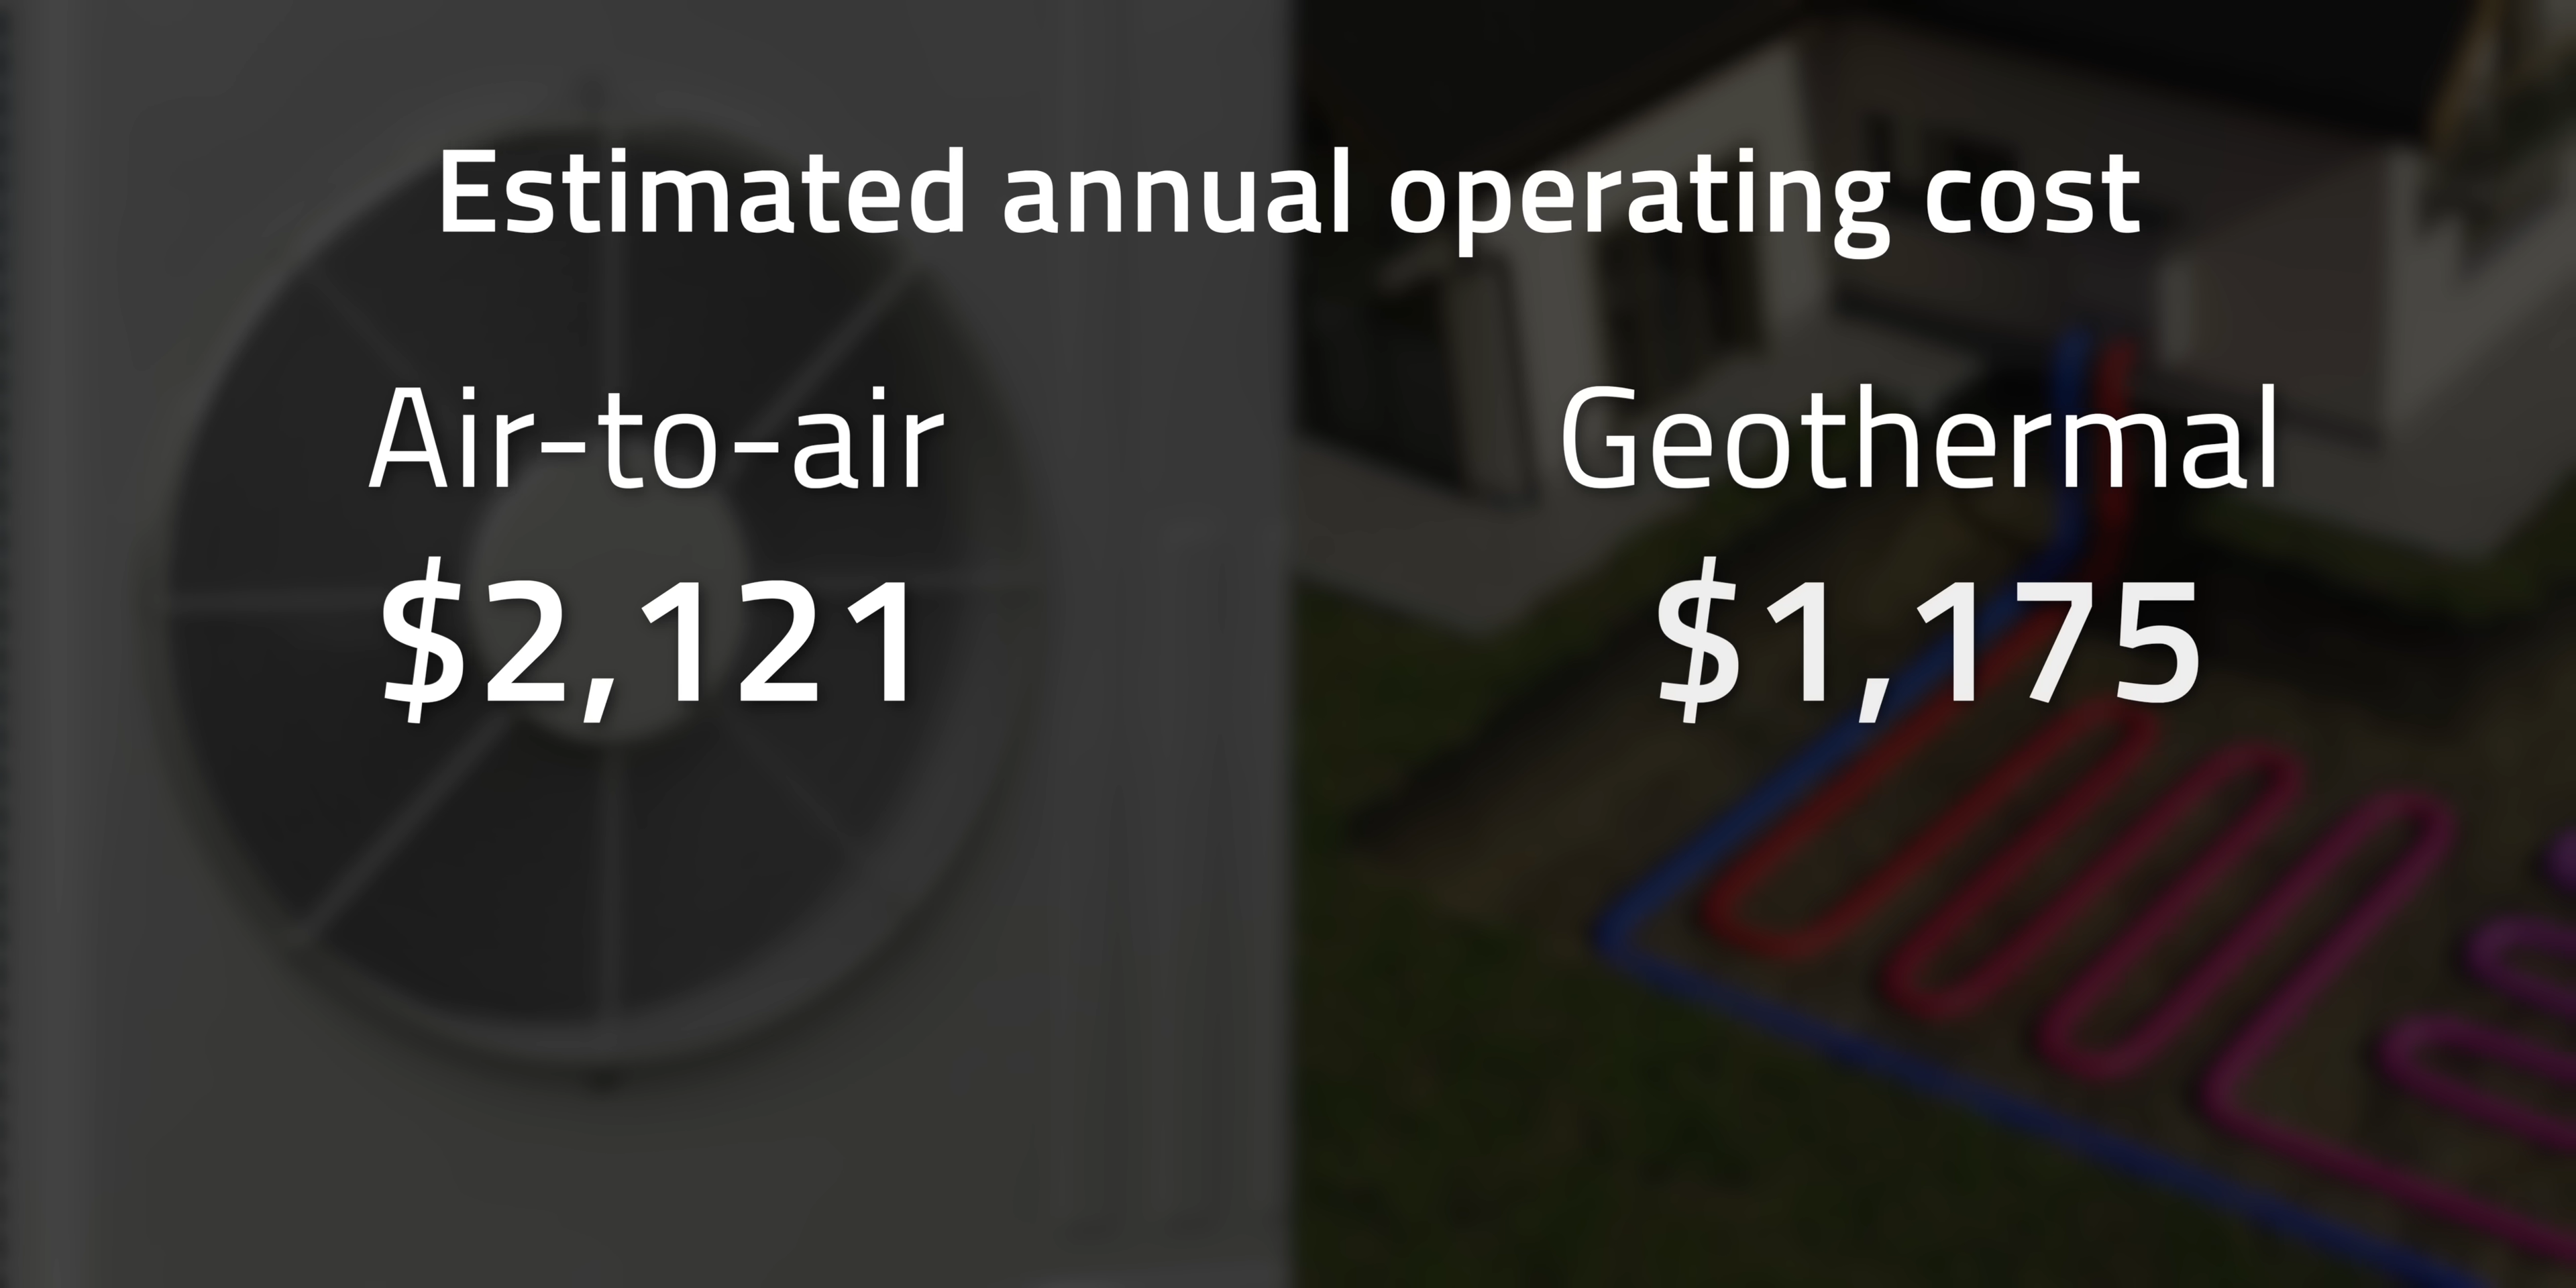 Estimated annual operating cost
Air-to-air
Geothermal
$2,121
$1,175